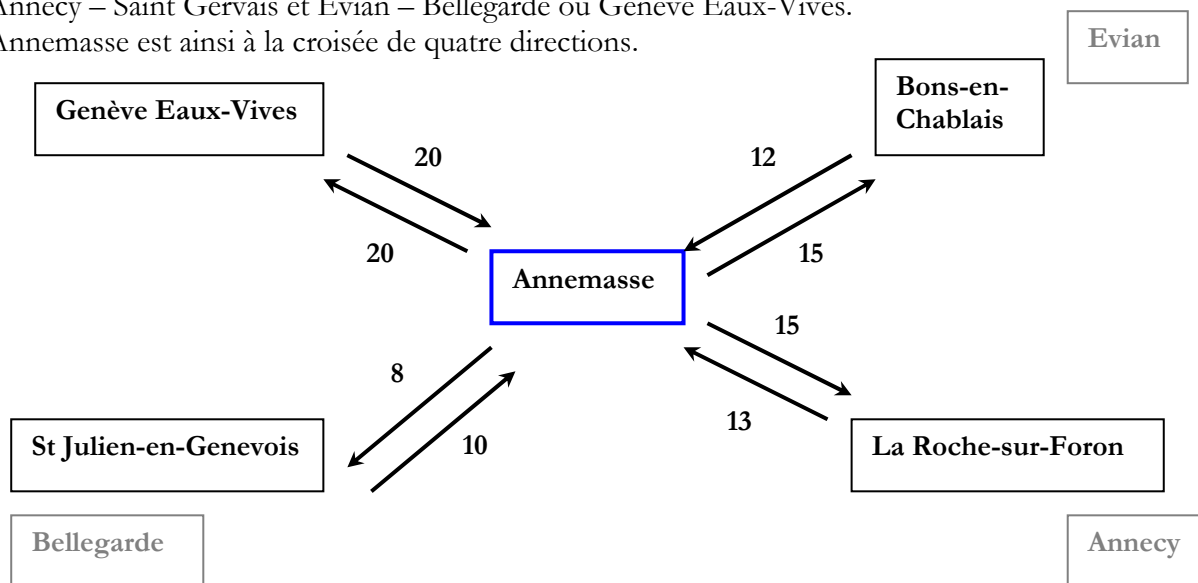 Annecy – Saint Gervais et Evian – Bellegarde ou Genève Eaux-Vives.
Annemasse est ainsi à la croisée de quatre directions.
Evian
Bons-en-
Chablais
Genève Eaux-Vives
20
12
20
15
Annemasse
15
8
13
10
St Julien-en-Genevois
La Roche-sur-Foron
Bellegarde
Annecy